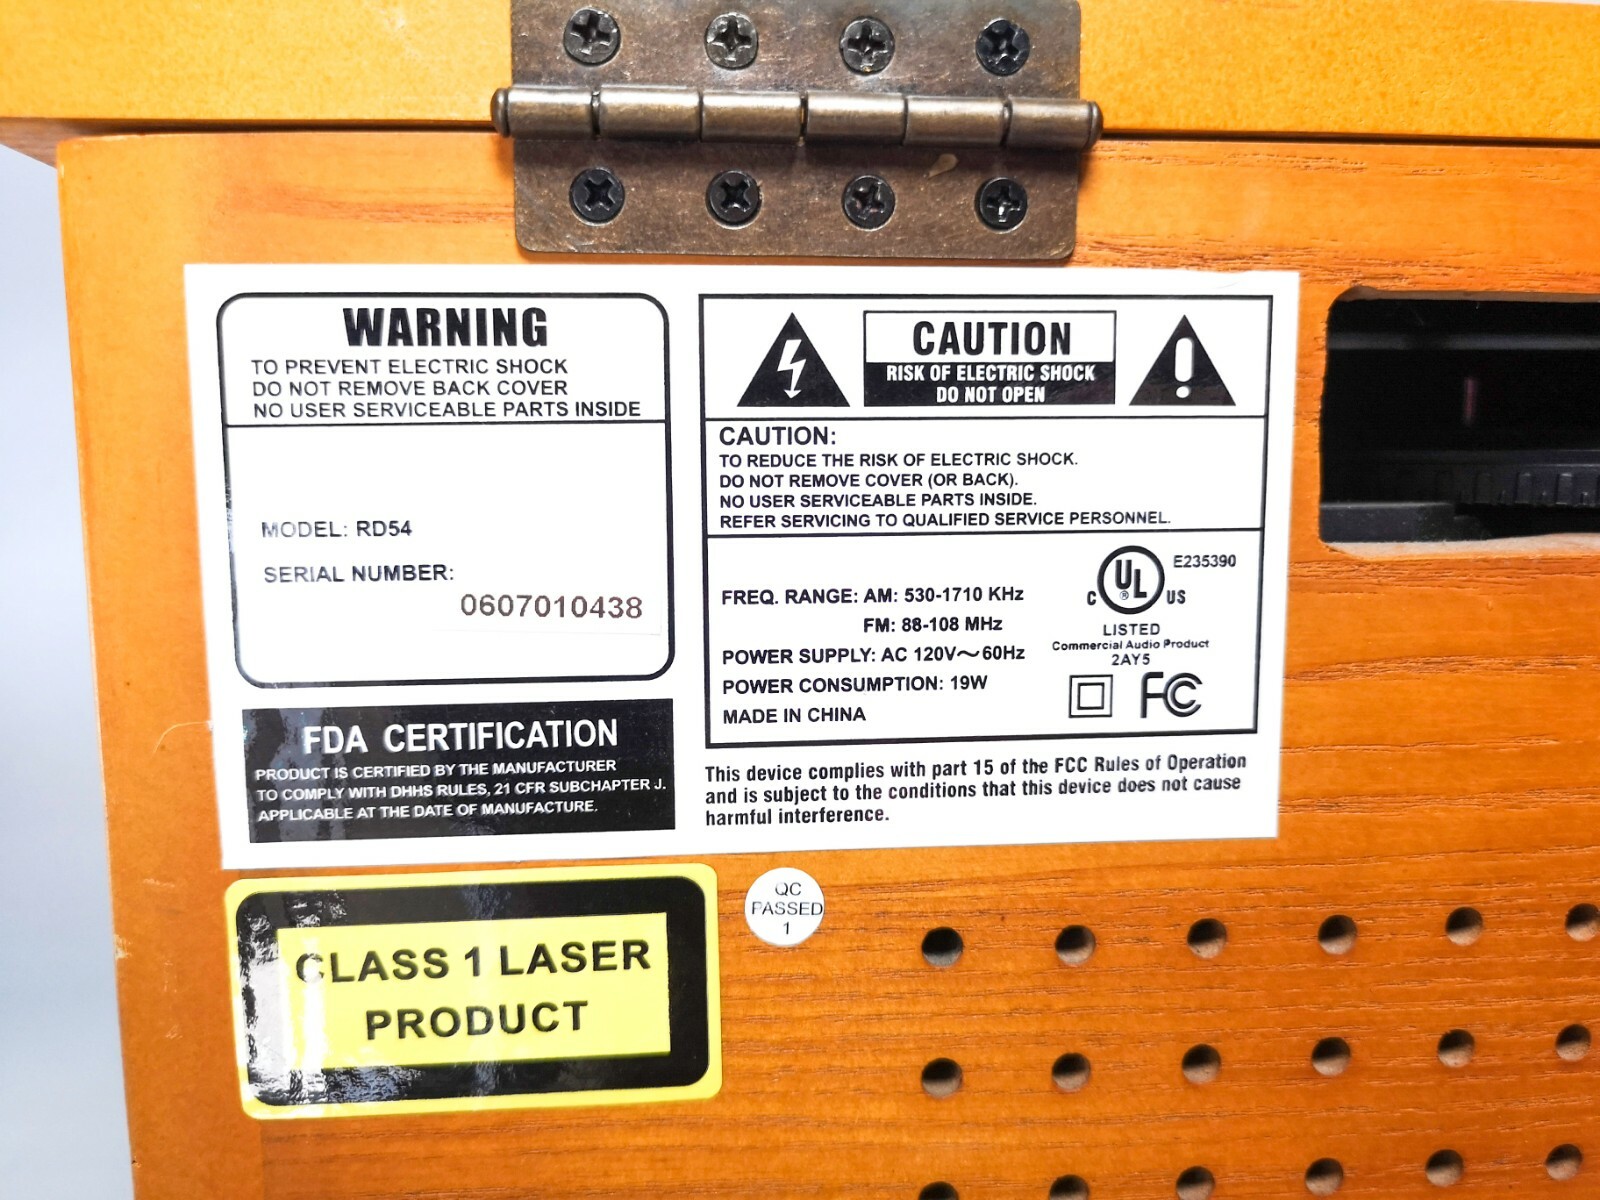 WARNING
TO PREVENT ELECTRIC SHOCK
DO NOT REMOVE BACK COVER
NO USER SERVICEABLE PARTS INSIDE
MODEL: RD54
SERIAL NUMBER:
0607010438
FDA CERTIFICATION
PRODUCT IS CERTIFIED BY THE MANUFACTURER
TO COMPLY WITH DHHS RULES, 21 CFR SUBCHAPTER J.
APPLICABLE AT THE DATE OF MANUFACTURE.
CAUTION
RISK OF ELECTRIC SHOCK
DO NOT OPEN
CAUTION:
TO REDUCE THE RISK OF ELECTRIC SHOCK.
DO NOT REMOVE COVER (OR BACK).
NO USER SERVICEABLE PARTS INSIDE.
REFER SERVICING TO QUALIFIED SERVICE PERSONNEL.
FREQ. RANGE: AM: 530-1710 KHz
FM: 88-108 MHz
POWER SUPPLY: AC 120V～60Hz
POWER CONSUMPTION: 19W
MADE IN CHINA
C UL ® US E235390
LISTED
Commercial Audio Product
2AY5
FC
This device complies with part 15 of the FCC Rules of Operation
and is subject to the conditions that this device does not cause
harmful interference.
CLASS 1 LASER
PRODUCT
QC
PASSED
1